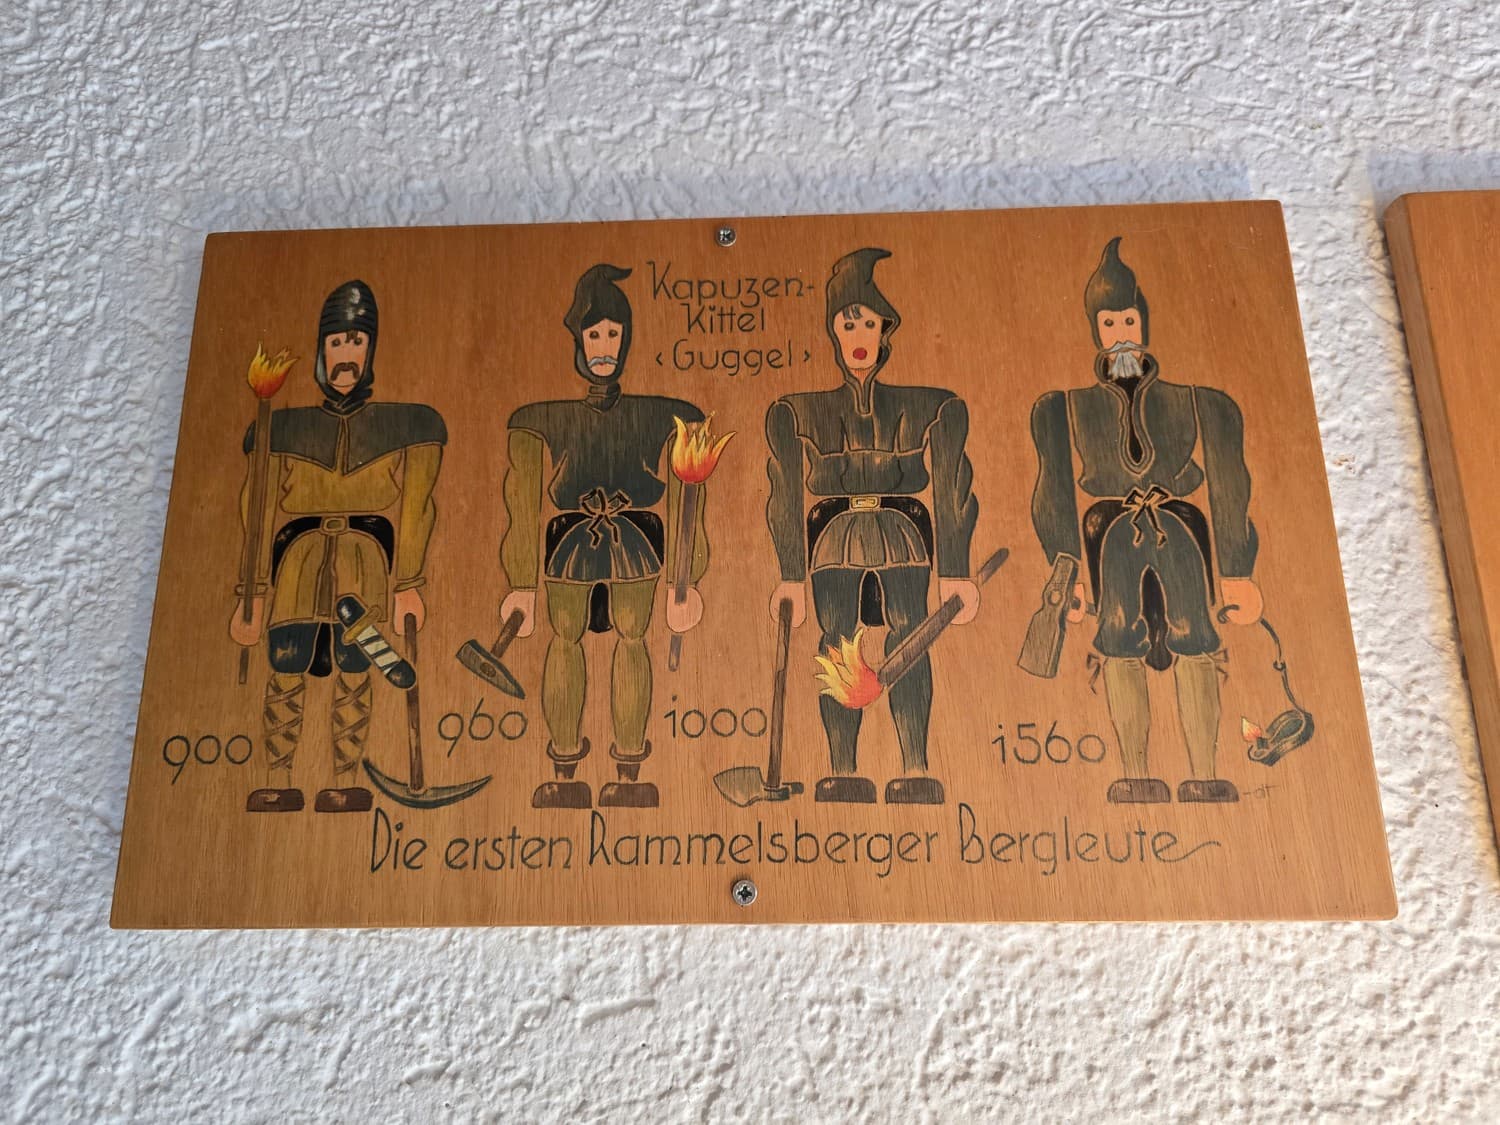 Kapuzen-
Kittel
‹Guggel›
900
960
1000
1560
Die ersten Rammelsberger Bergleute